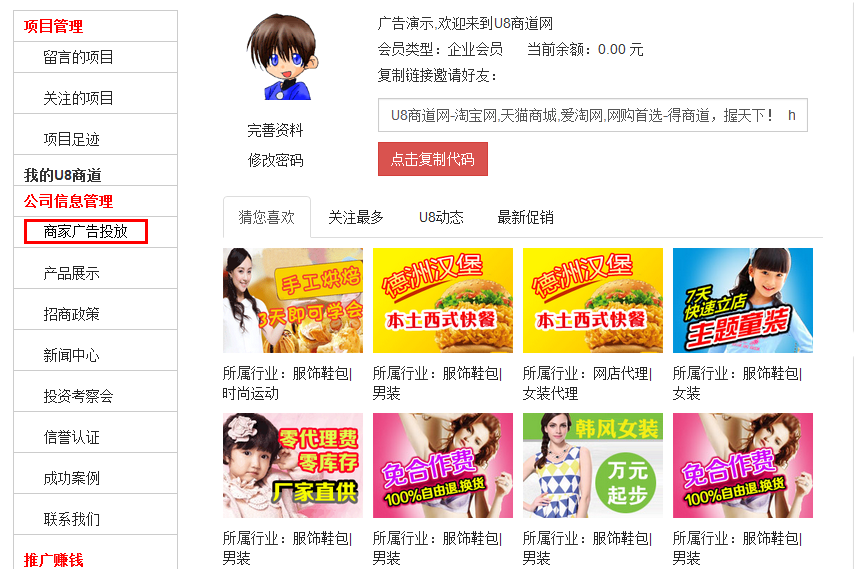 项目管理
留言的项目
关注的项目
项目足迹
我的U8商道
公司信息管理
商家广告投放
产品展示
招商政策
新闻中心
投资考察会
信誉认证
成功案例
联系我们
推广赚钱
完善资料
修改密码
广告演示,欢迎来到U8商道网
会员类型：企业会员 当前余额：0.00 元
复制链接邀请好友：
U8商道网-淘宝网,天猫商城,爱淘网,网购首选-得商道，握天下！ h
点击复制代码
猜您喜欢 关注最多 U8动态 最新促销
手工烘焙
3天即可学会
德州汉堡
本土西式快餐
德州汉堡
本土西式快餐
7天
快速立店
主题童装
所属行业：服饰鞋包|
时尚运动
所属行业：服饰鞋包|
男装
所属行业：网店代理|
女装代理
所属行业：服饰鞋包|
女装
零代理费
零库存
厂家直供
免合作费
100%自由退.换货
韩风女装
万元
起步
免合作费
100%自由退.换货
所属行业：服饰鞋包|
男装
所属行业：服饰鞋包|
男装
所属行业：服饰鞋包|
男装
所属行业：服饰鞋包|
男装